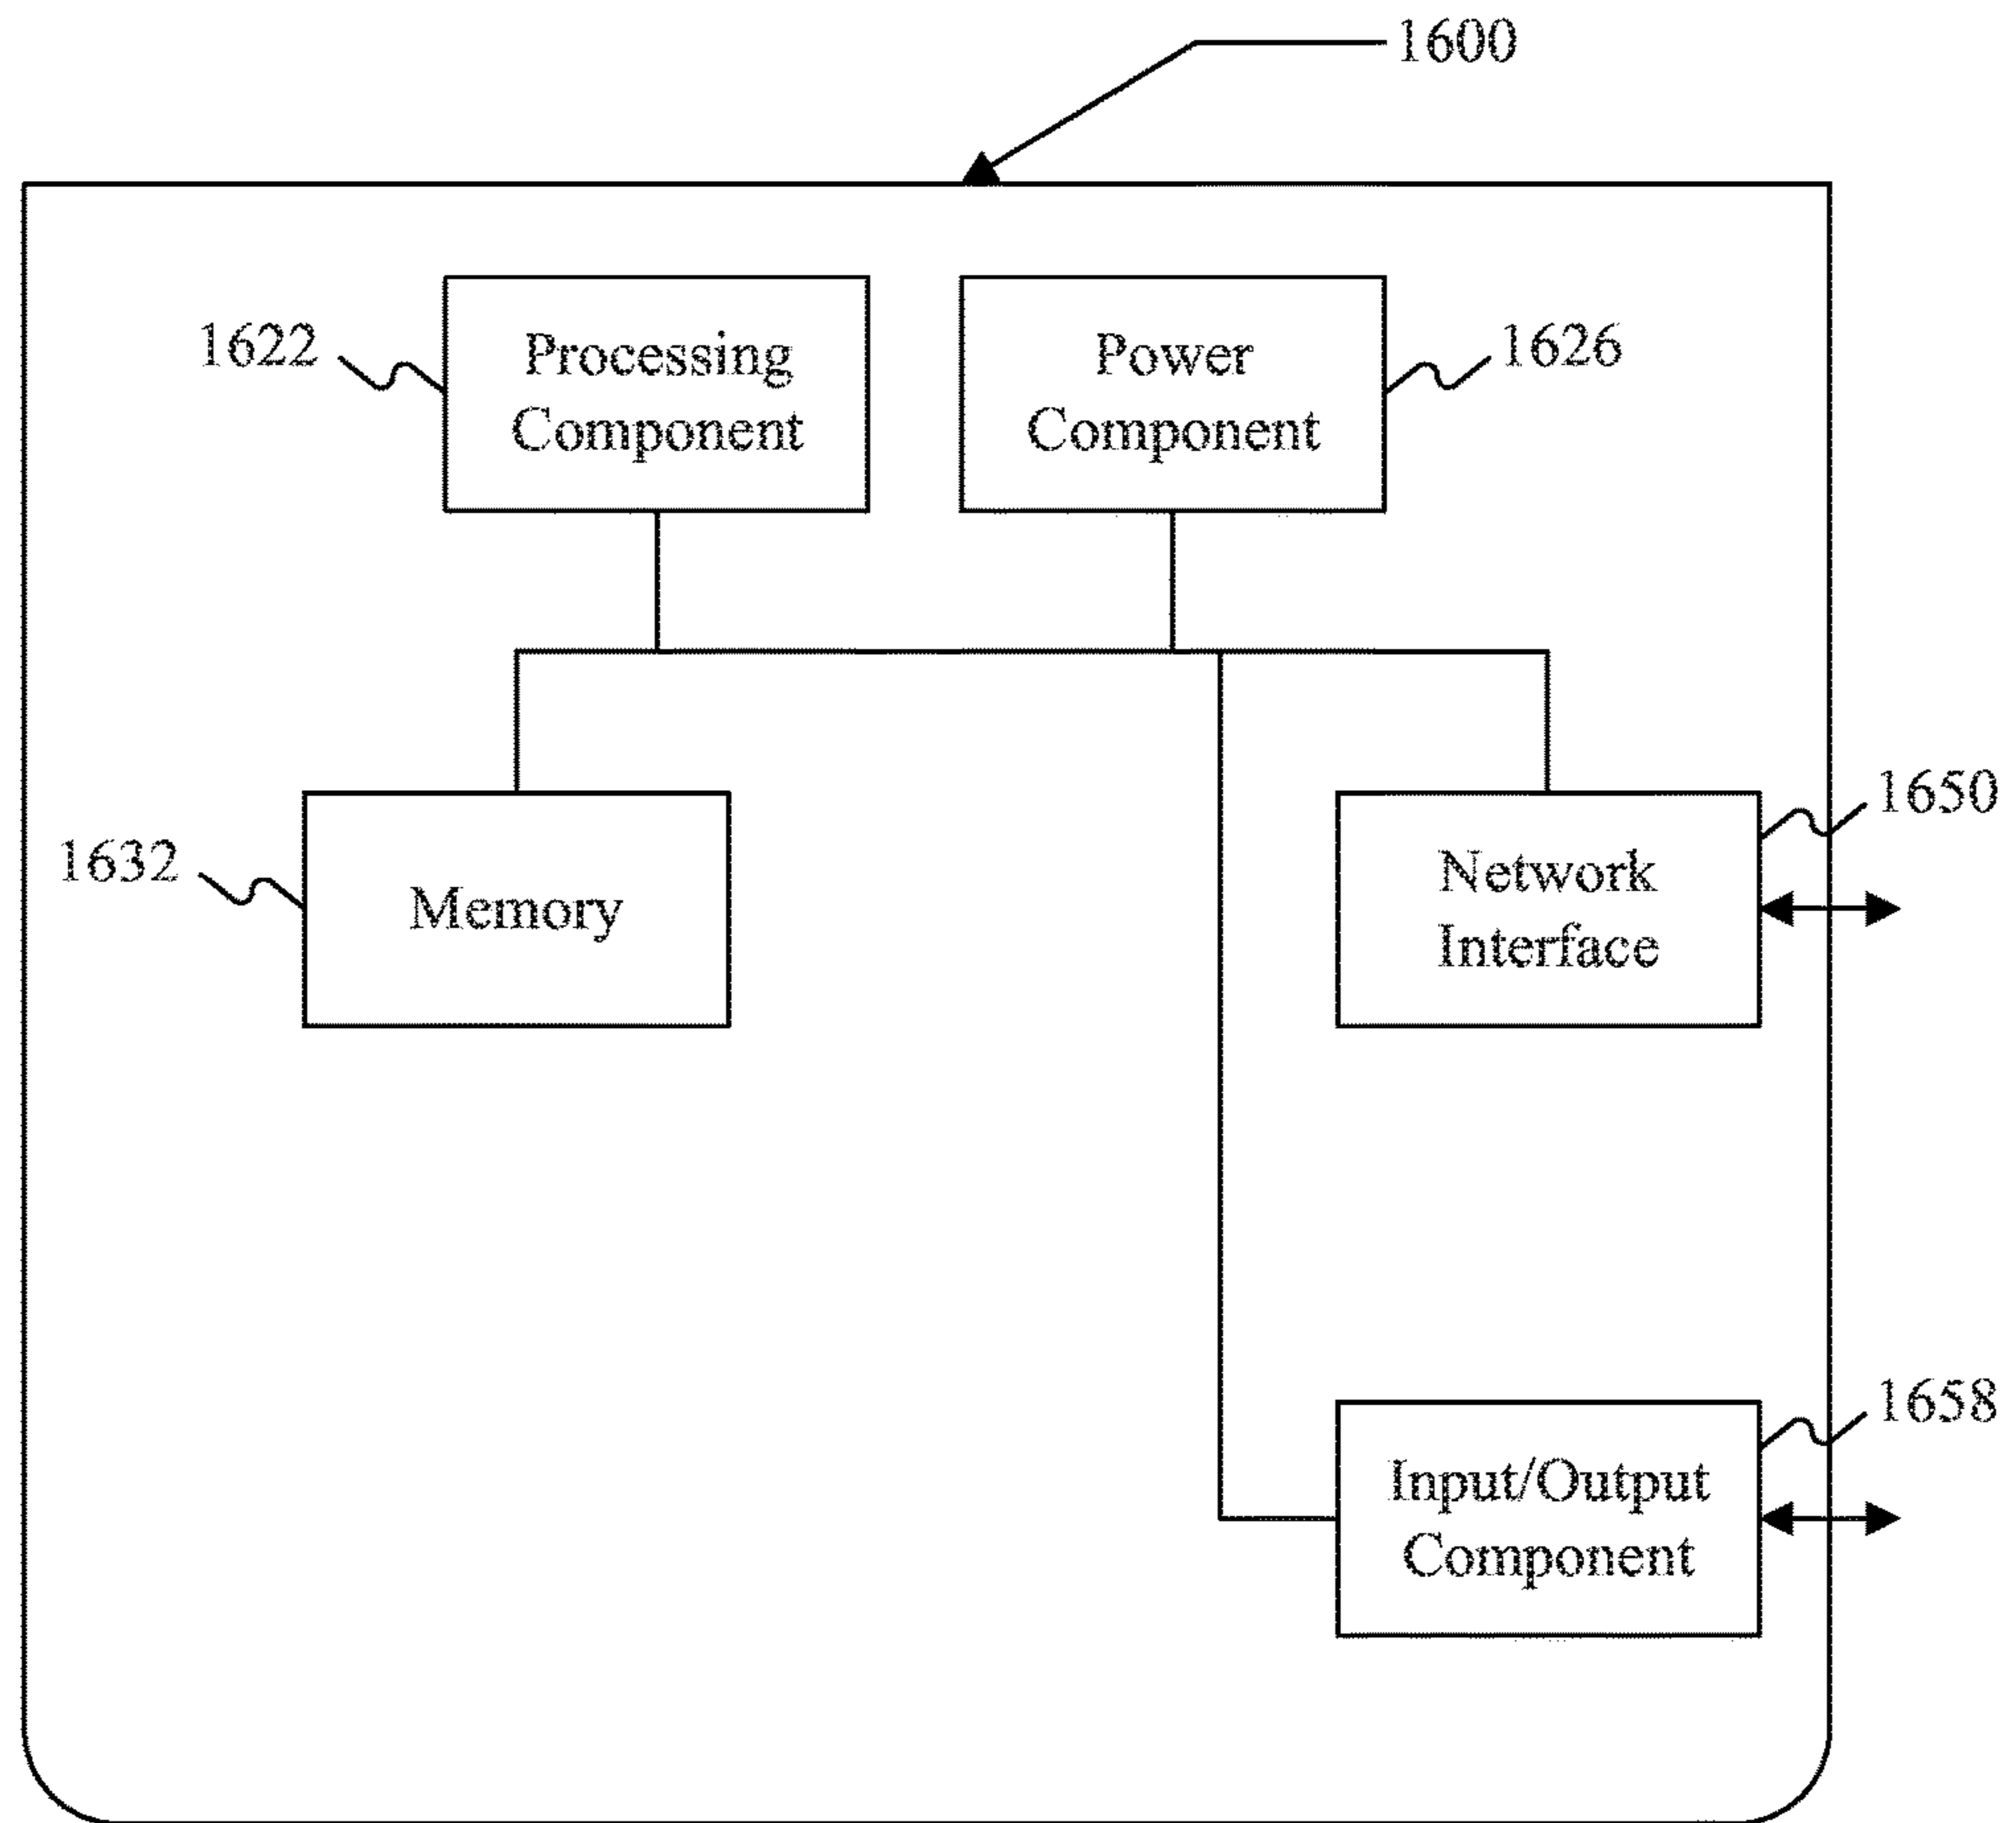 1600
1622
Processing
Component
Power
Component
1626
1632
Memory
Network
Interface
1650
Input/Output
Component
1658